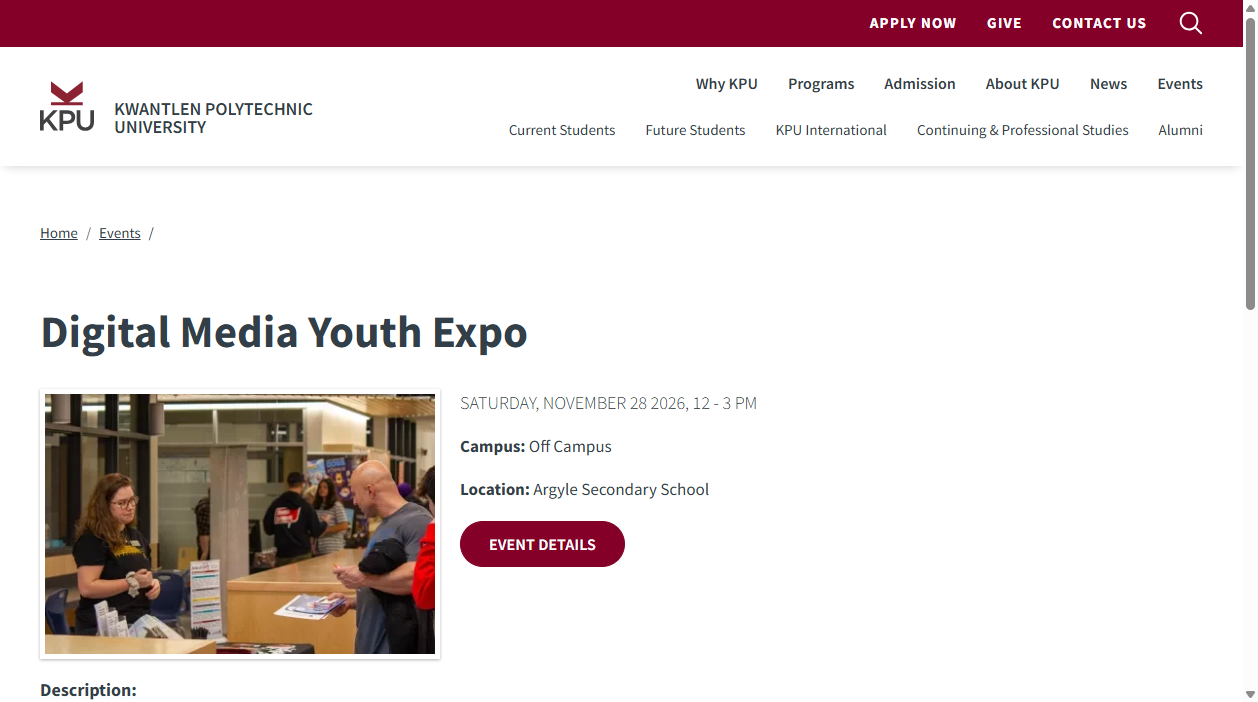 APPLY NOW GIVE CONTACT US
Why KPU Programs Admission About KPU News Events
KPU
KWANTLEN POLYTECHNIC
UNIVERSITY
Current Students Future Students KPU International Continuing & Professional Studies Alumni
Home / Events /
Digital Media Youth Expo
SATURDAY, NOVEMBER 28 2026, 12 - 3 PM
Campus: Off Campus
Location: Argyle Secondary School
EVENT DETAILS
Description: